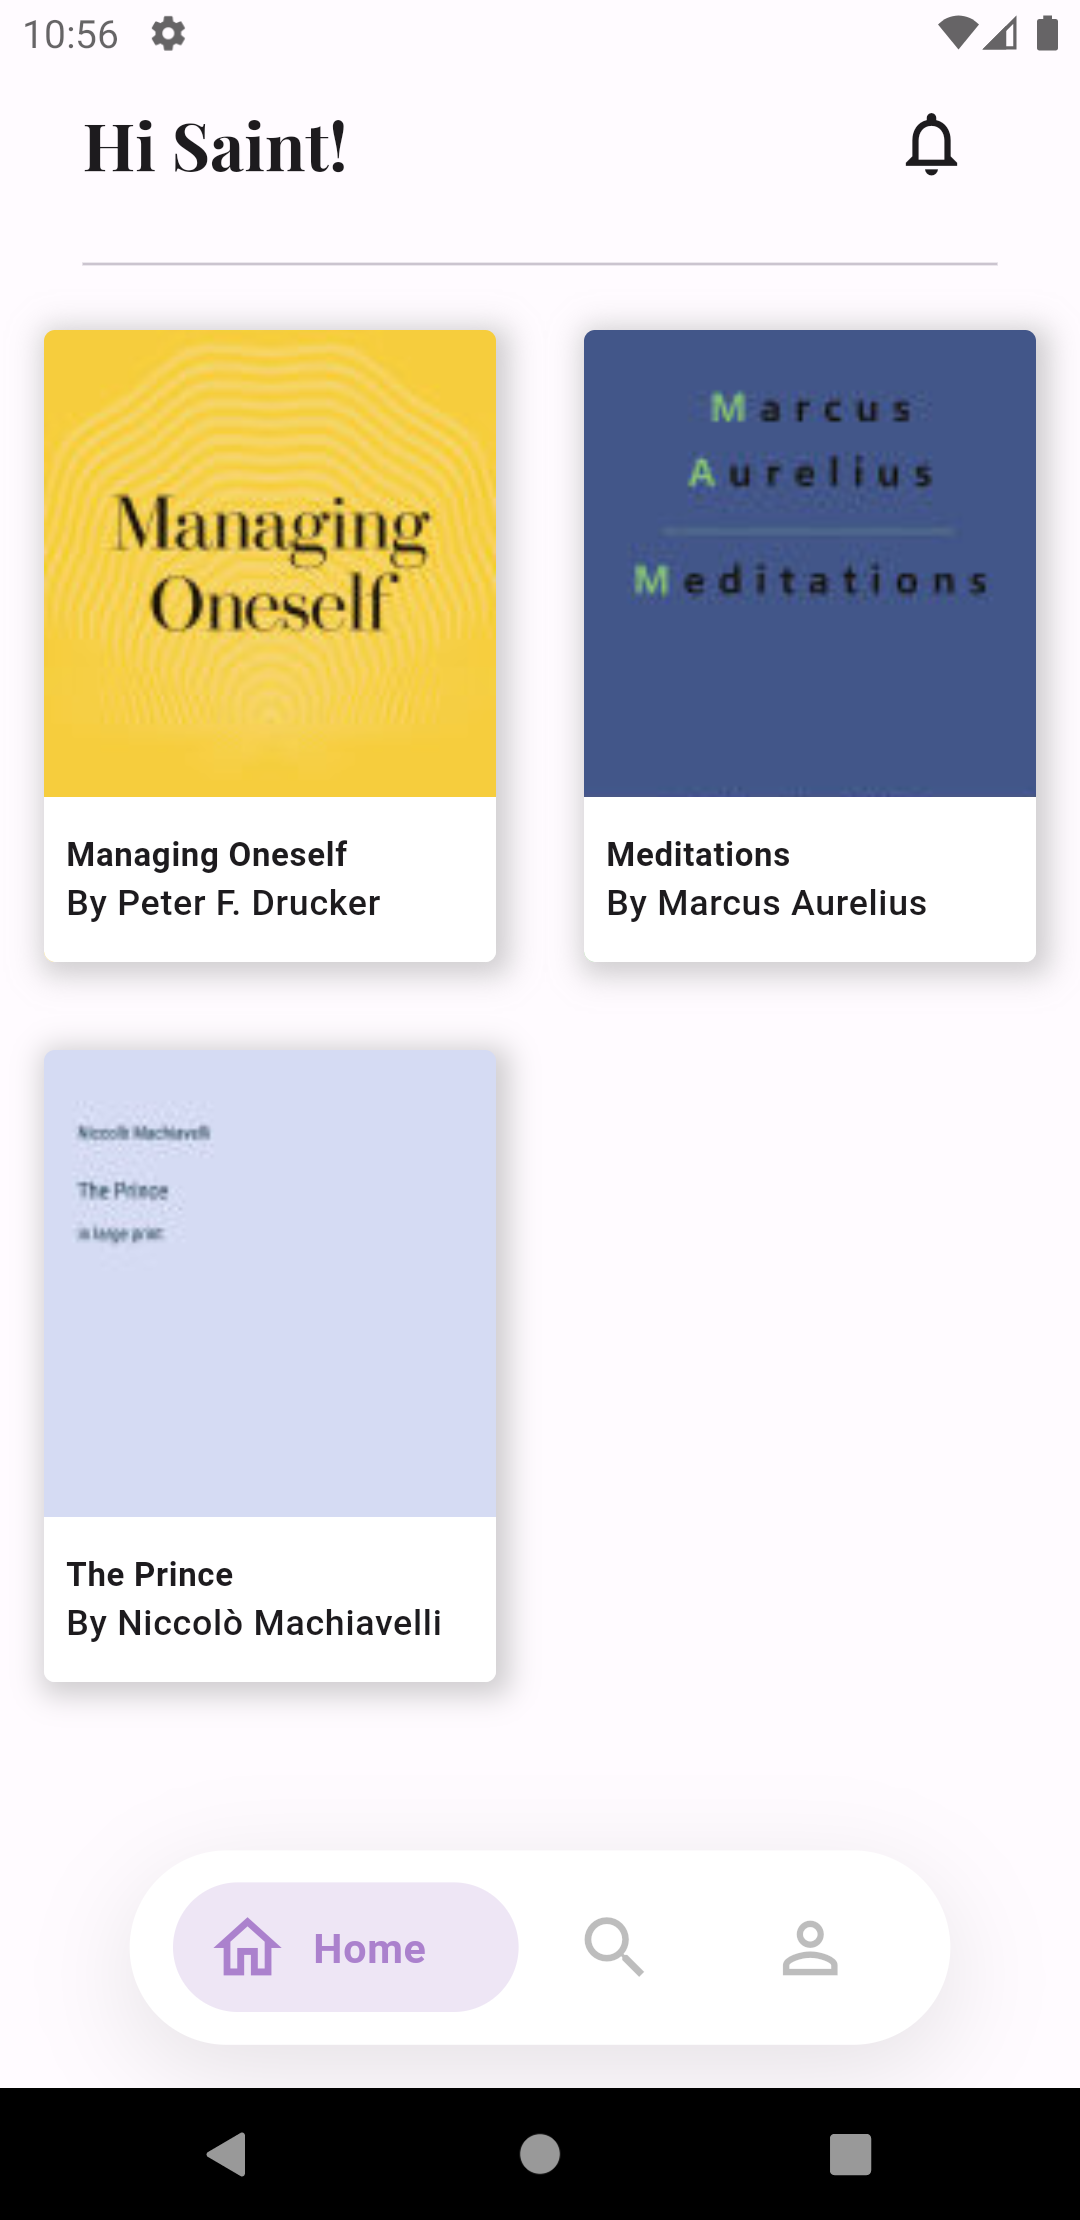 10:56
Hi Saint!
Managing
Oneself
Marcus
Aurelius
Meditations
Managing Oneself
By Peter F. Drucker
Meditations
By Marcus Aurelius
Niccolò Machiavelli
The Prince
in large print
The Prince
By Niccolò Machiavelli
Home